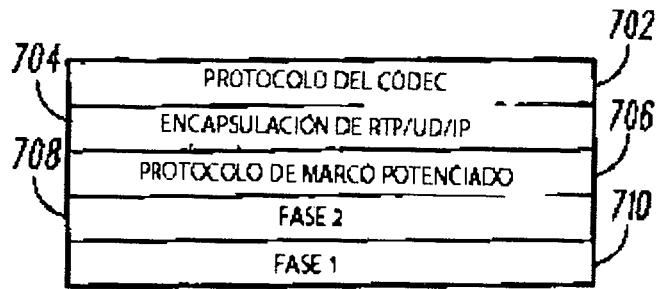 702
704
PROTOCOLO DEL CODEC
ENCAPSULACIÓN DE RTP/UD/IP
706
708
PROTOCOLO DE MARCO POTENCIADO
FASE 2
710
FASE 1